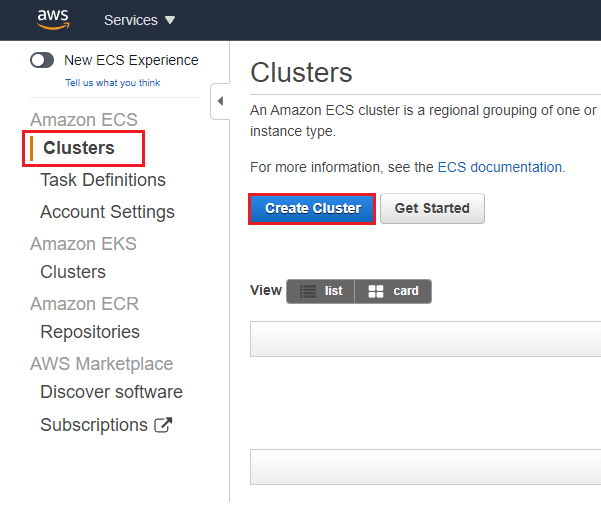 aws
Services
New ECS Experience
Tell us what you think
Amazon ECS
Clusters
Task Definitions
Account Settings
Amazon EKS
Clusters
Amazon ECR
Repositories
AWS Marketplace
Discover software
Subscriptions
Clusters
An Amazon ECS cluster is a regional grouping of one or
instance type.
For more information, see the ECS documentation.
Create Cluster Get Started
View list card